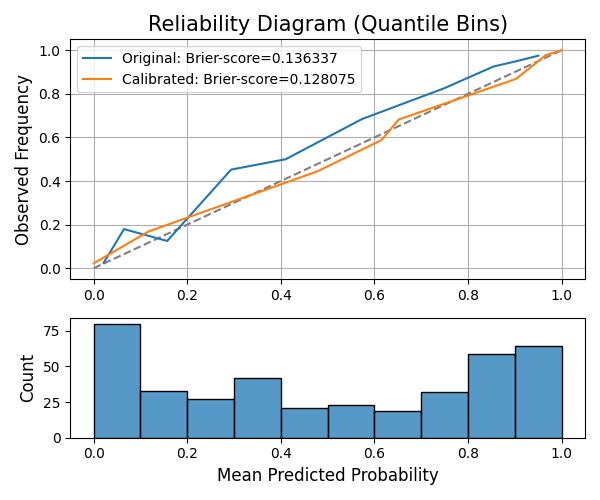 Reliability Diagram (Quantile Bins)
Original: Brier-score=0.136337
Calibrated: Brier-score=0.128075
Observed Frequency
1.0
0.8
0.6
0.4
0.2
0.0
0.0 0.2 0.4 0.6 0.8 1.0
Count
75
50
25
0
0.0 0.2 0.4 0.6 0.8 1.0
Mean Predicted Probability